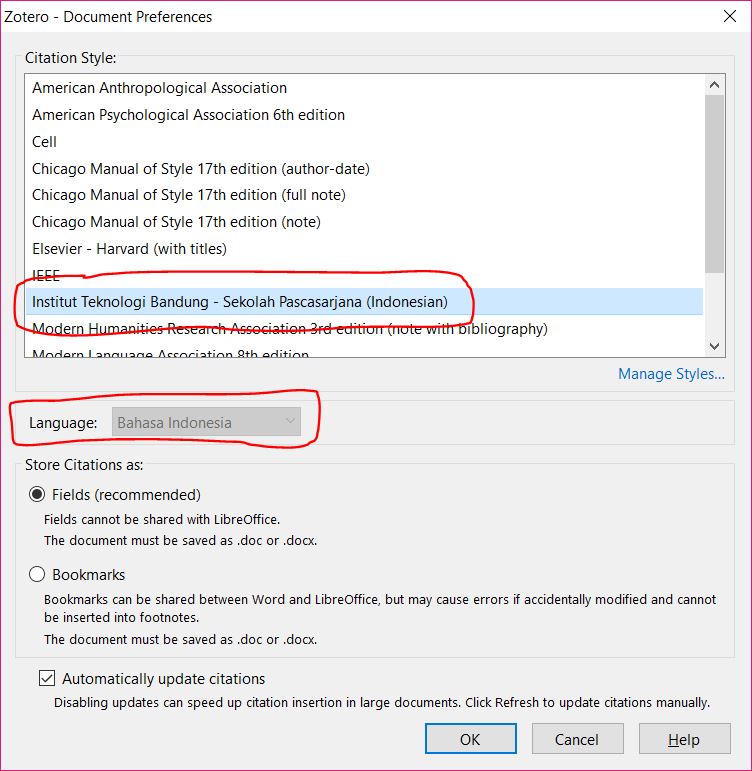 Zotero - Document Preferences
Citation Style:
American Anthropological Association
American Psychological Association 6th edition
Cell
Chicago Manual of Style 17th edition (author-date)
Chicago Manual of Style 17th edition (full note)
Chicago Manual of Style 17th edition (note)
Elsevier - Harvard (with titles)
IEEE
Institut Teknologi Bandung - Sekolah Pascasarjana (Indonesian)
Modern Humanities Research Association 3rd edition (note with bibliography)
Modern Language Association 8th edition
Manage Styles...
Language: Bahasa Indonesia
Store Citations as:
Fields (recommended)
Fields cannot be shared with LibreOffice.
The document must be saved as .doc or .docx.
Bookmarks
Bookmarks can be shared between Word and LibreOffice, but may cause errors if accidentally modified and cannot
be inserted into footnotes.
The document must be saved as .doc or .docx.
Automatically update citations
Disabling updates can speed up citation insertion in large documents. Click Refresh to update citations manually.
OK Cancel Help